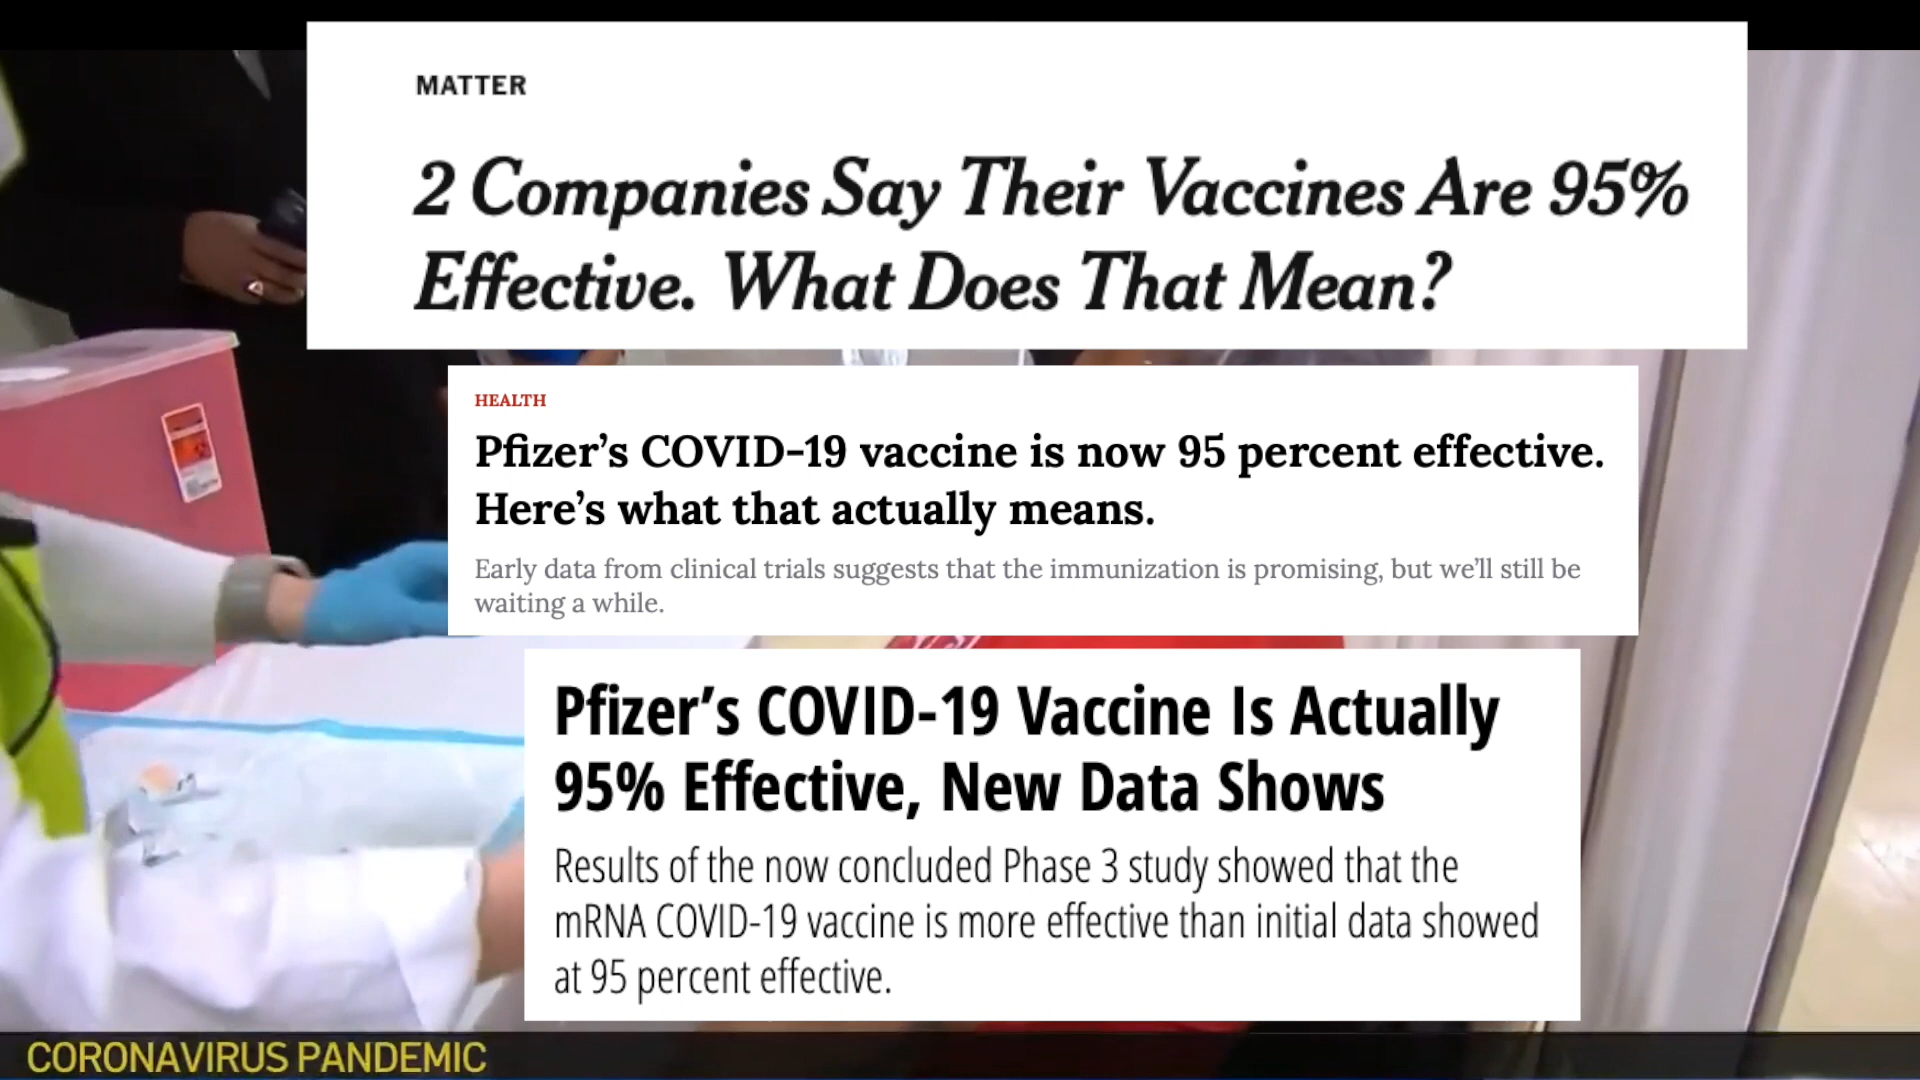 MATTER
2 Companies Say Their Vaccines Are 95%
Effective. What Does That Mean?
HEALTH
Pfizer’s COVID-19 vaccine is now 95 percent effective.
Here’s what that actually means.
Early data from clinical trials suggests that the immunization is promising, but we’ll still be
waiting a while.
Pfizer’s COVID-19 Vaccine Is Actually
95% Effective, New Data Shows
Results of the now concluded Phase 3 study showed that the
mRNA COVID-19 vaccine is more effective than initial data showed
at 95 percent effective.
CORONAVIRUS PANDEMIC